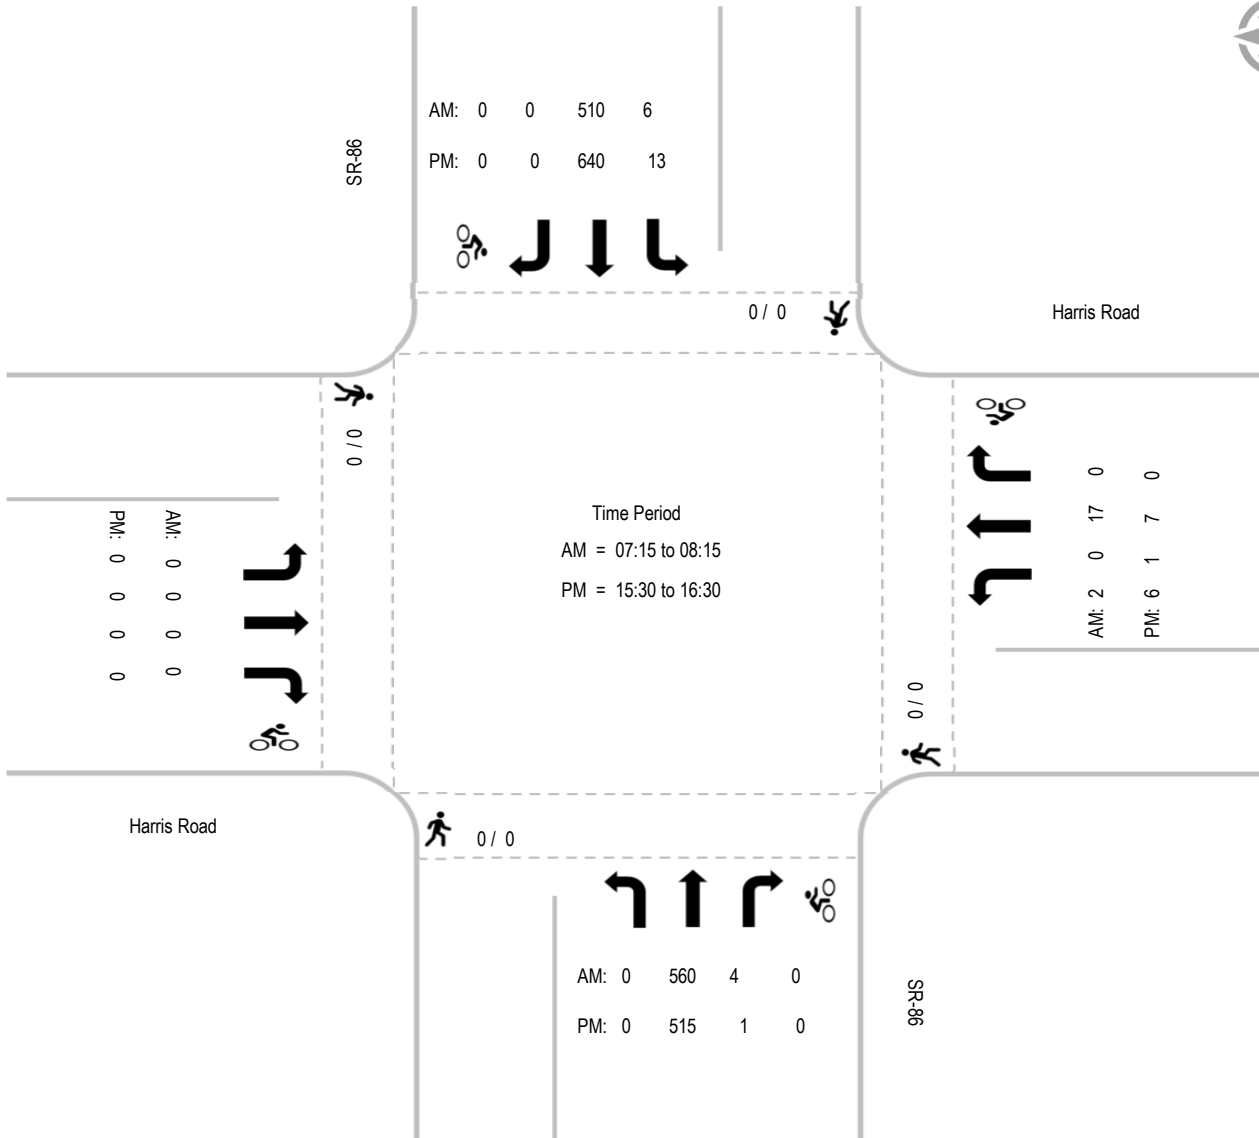 AM: 0 0 510 6
PM: 0 0 640 13
SR-86
0 / 0
Harris Road
0 / 0
Time Period
AM = 07:15 to 08:15
PM = 15:30 to 16:30
AM: 0 0 0 0
PM: 0 0 0 0
AM: 2 0 17 0
PM: 6 1 7 0
0 / 0
Harris Road
0 / 0
AM: 0 560 4 0
PM: 0 515 1 0
SR-86